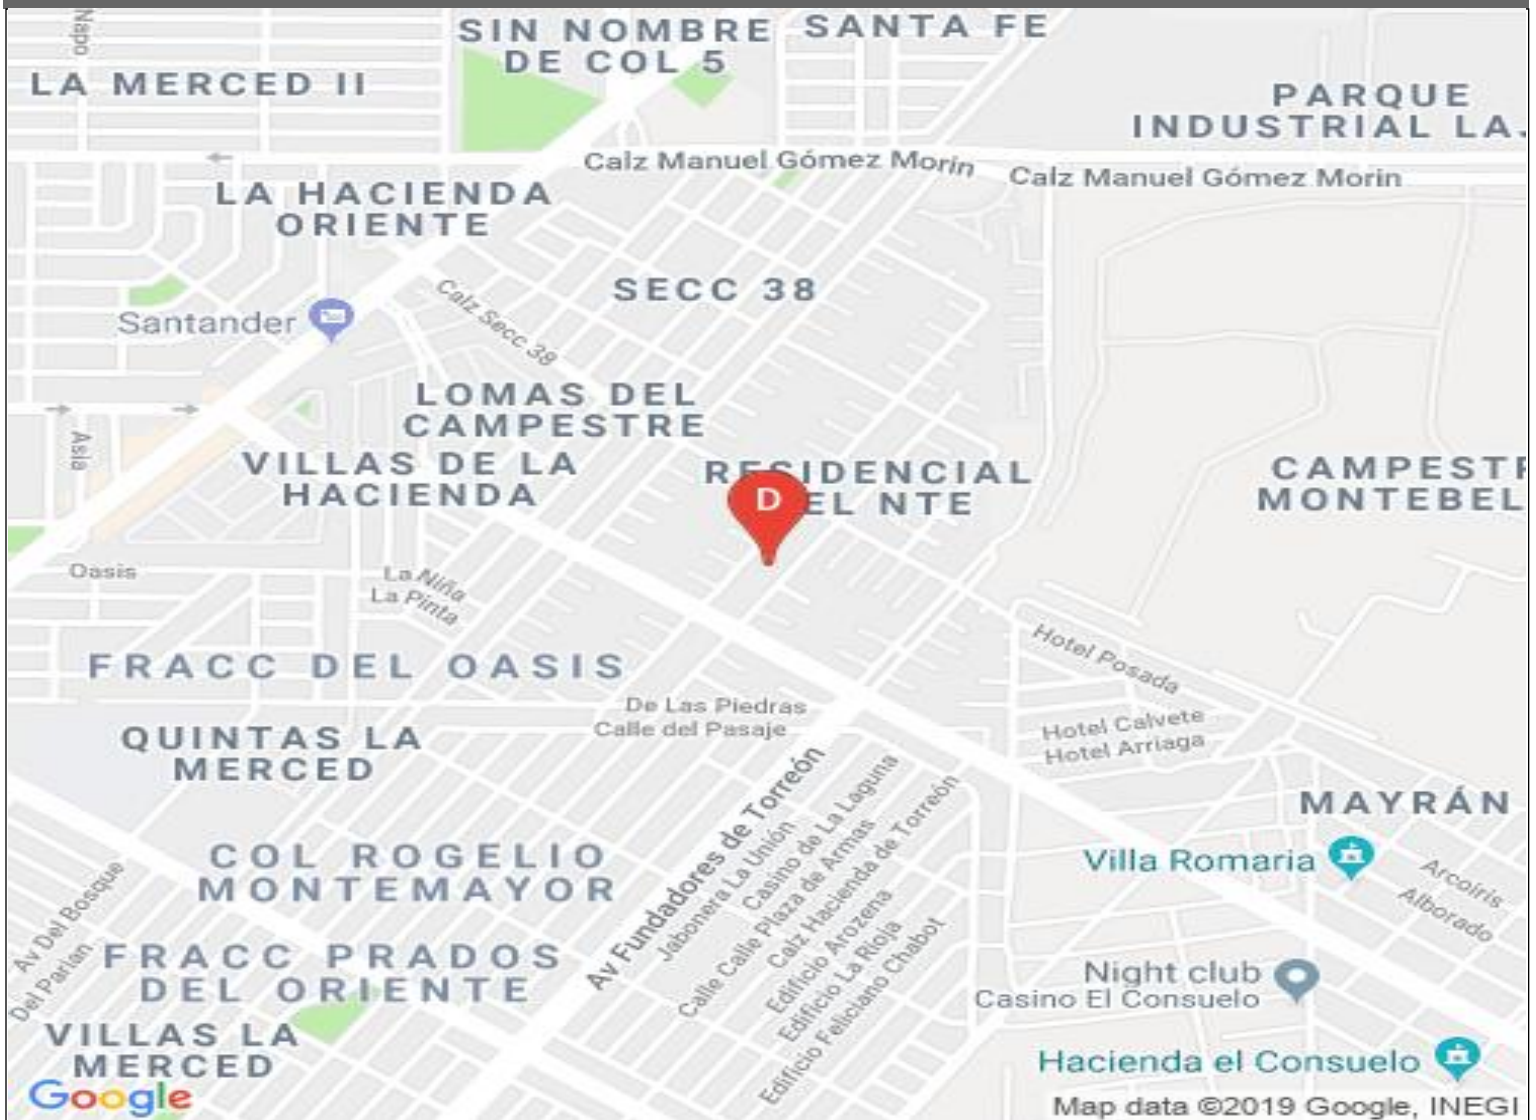 Napo
SIN NOMBRE
DE COL 5
SANTA FE
LA MERCED II
PARQUE
INDUSTRIAL LA
Calz Manuel Gómez Morin
Calz Manuel Gómez Morin
LA HACIENDA
ORIENTE
SECC 38
Calz Secc 38
Santander
LOMAS DEL
CAMPESTRE
Asia
VILLAS DE LA
HACIENDA
RESIDENCIAL
EL NTE
D
CAMPEST
MONTEBEL
Oasis
La Niña
La Pinta
Hotel Posada
FRACC DEL OASIS
De Las Piedras
Calle del Pasaje
Hotel Calvete
Hotel Arriaga
QUINTAS LA
MERCED
Av Fundadores de Torreón
Jabonera La Unión
Casino de La Laguna
Calle Calle Plaza de Armas
Calz Hacienda de Torreón
Edificio Arozena
Edificio La Rioja
Edificio Feliciano Chabot
MAYRÁN
Villa Romaria
Arcoíris
Alborado
COL ROGELIO
MONTEMAYOR
Av Del Bosque
Del Parian
FRACC PRADOS
DEL ORIENTE
Night club
Casino El Consuelo
VILLAS LA
MERCED
Hacienda el Consuelo
Google
Map data ©2019 Google, INEGI